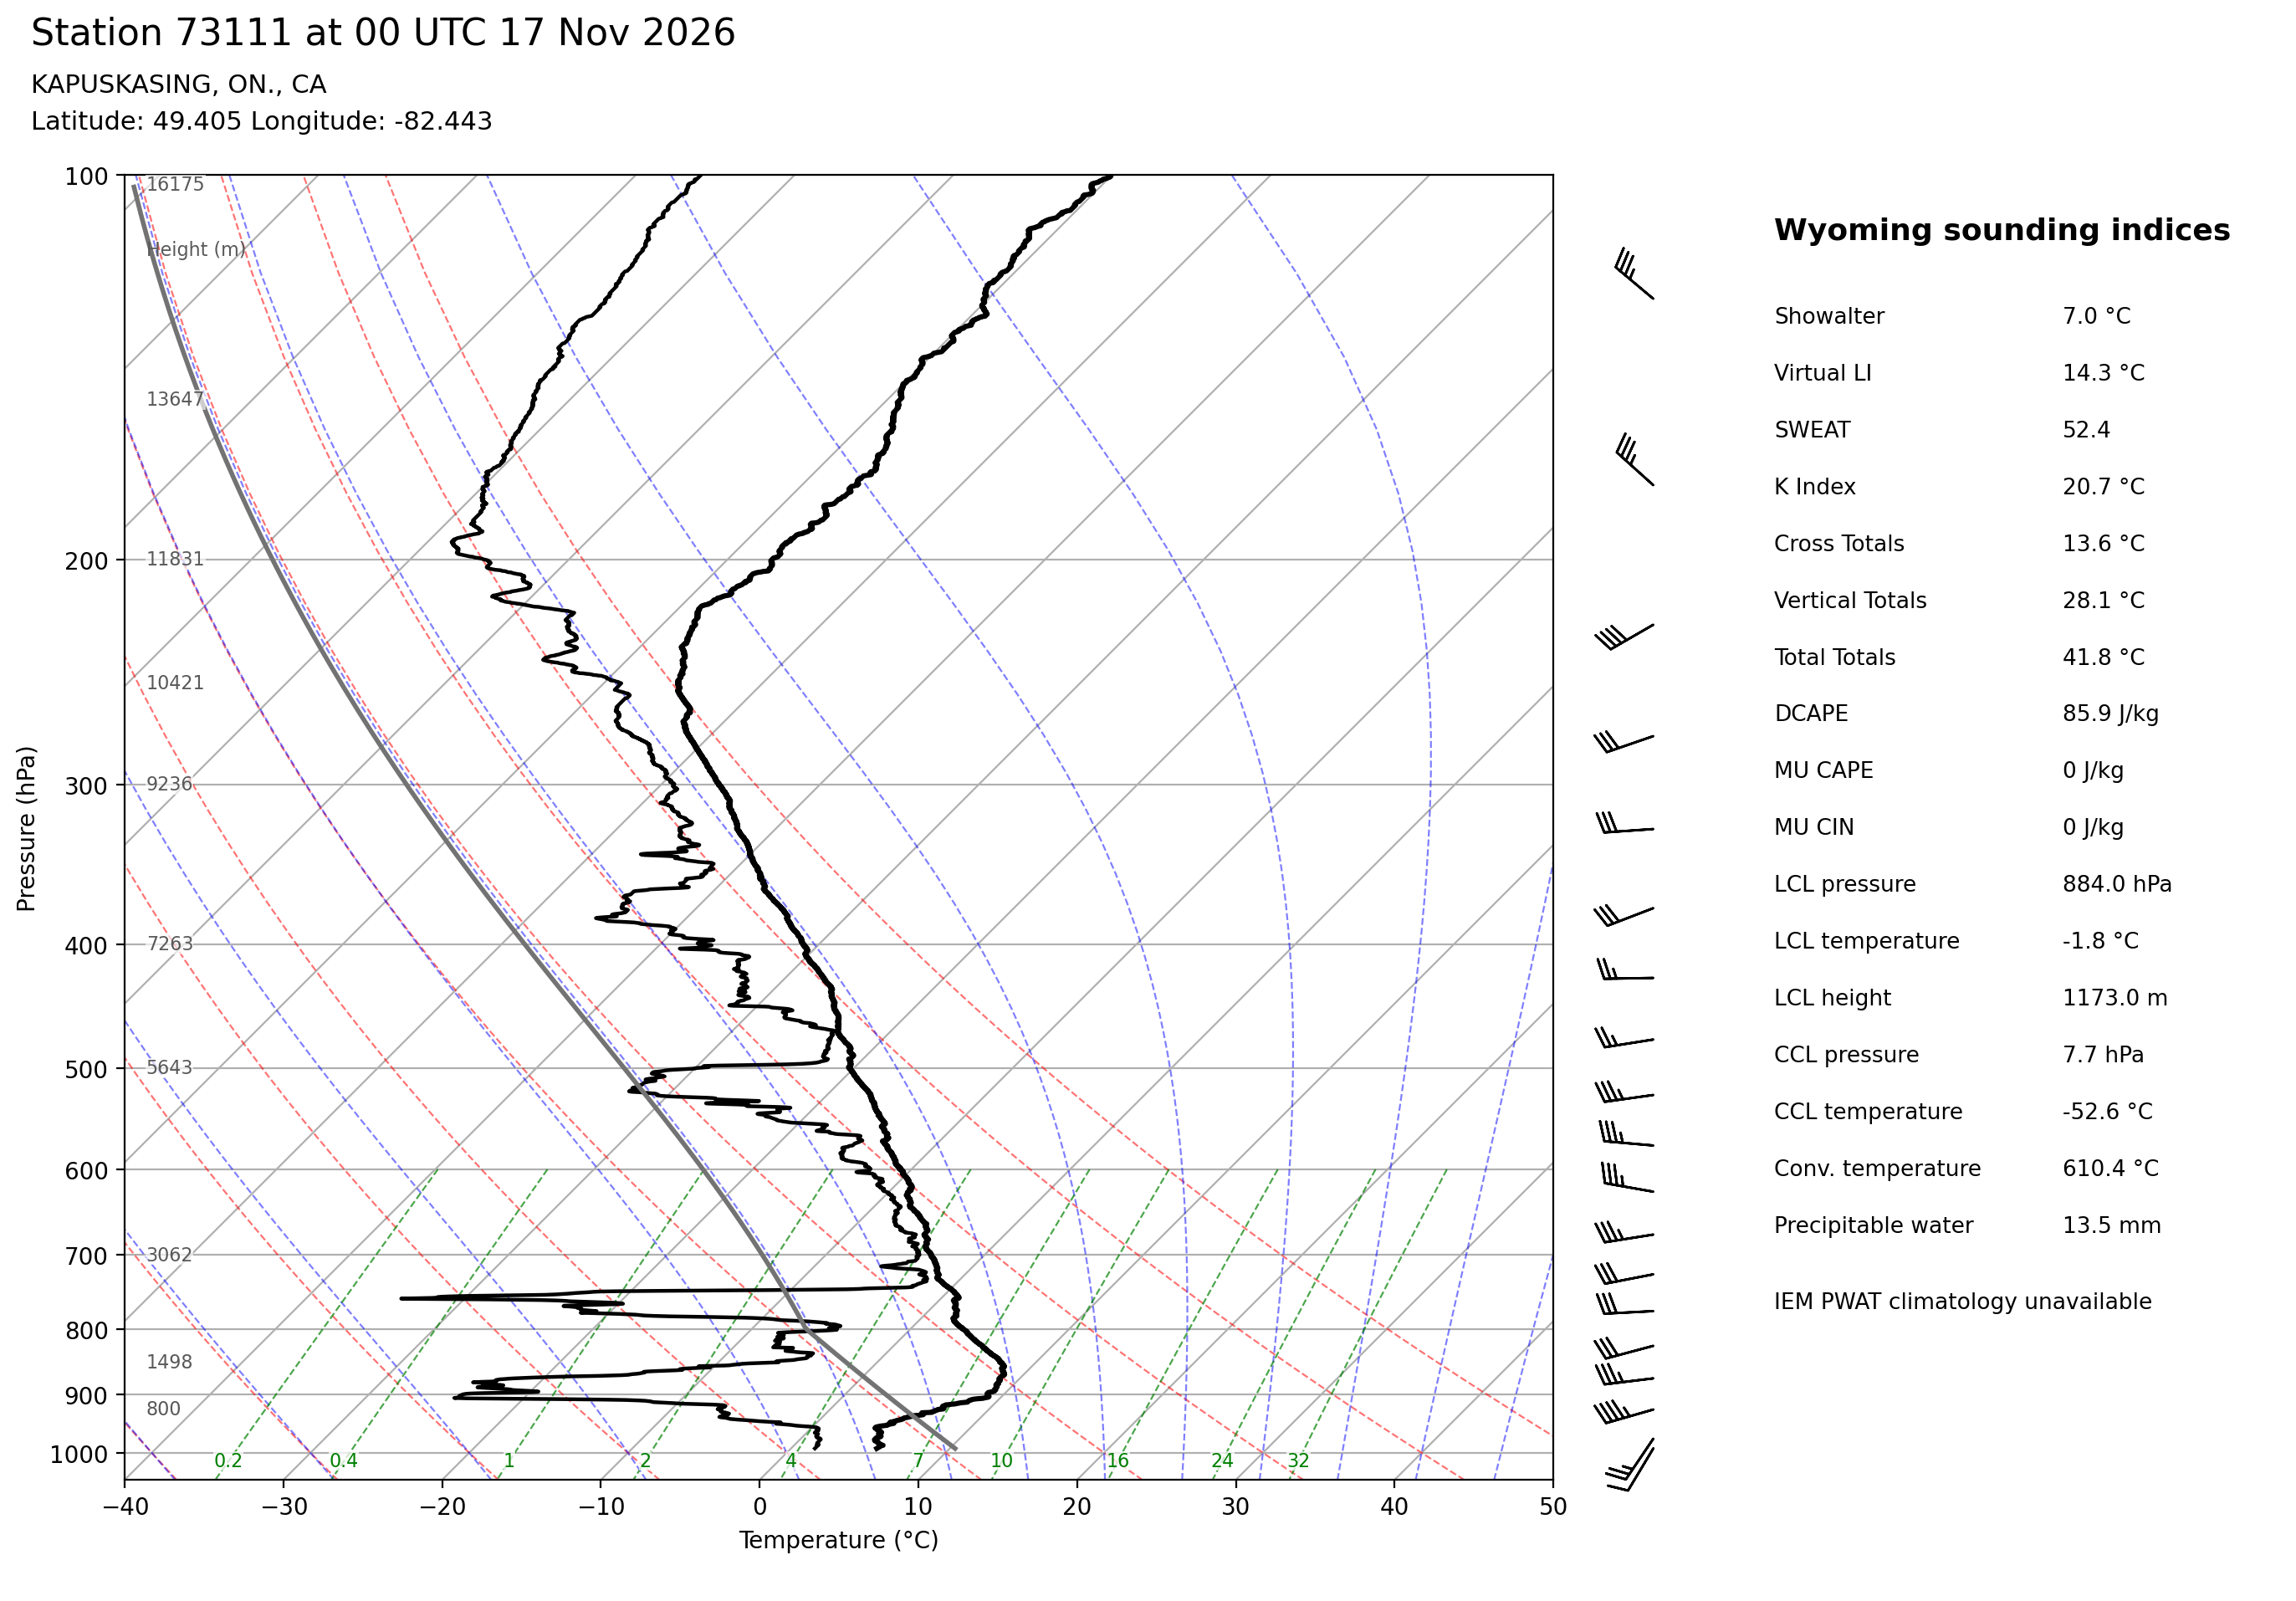 Station 73111 at 00 UTC 17 Nov 2026
KAPUSKASING, ON., CA
Latitude: 49.405 Longitude: -82.443
Wyoming sounding indices
Showalter 7.0 °C
Virtual LI 14.3 °C
SWEAT 52.4
K Index 20.7 °C
Cross Totals 13.6 °C
Vertical Totals 28.1 °C
Total Totals 41.8 °C
DCAPE 85.9 J/kg
MU CAPE 0 J/kg
MU CIN 0 J/kg
LCL pressure 884.0 hPa
LCL temperature -1.8 °C
LCL height 1173.0 m
CCL pressure 7.7 hPa
CCL temperature -52.6 °C
Conv. temperature 610.4 °C
Precipitable water 13.5 mm
IEM PWAT climatology unavailable
Pressure (hPa)
100
200
300
400
500
600
700
800
900
1000
16175
Height (m)
13647
11831
10421
9236
7263
5643
3062
1498
800
0.2 0.4 1 2 4 7 10 16 24 32
−40 −30 −20 −10 0 10 20 30 40 50
Temperature (°C)